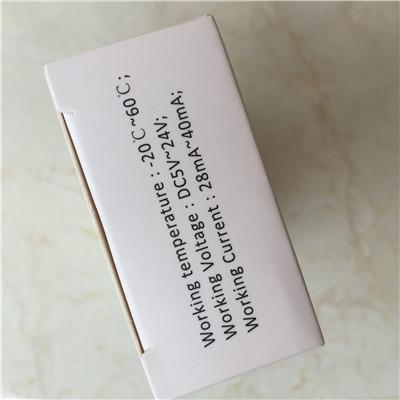 Working temperature : -20℃~60℃;
Working Voltage : DC5V~24V;
Working Current : 28mA~40mA;